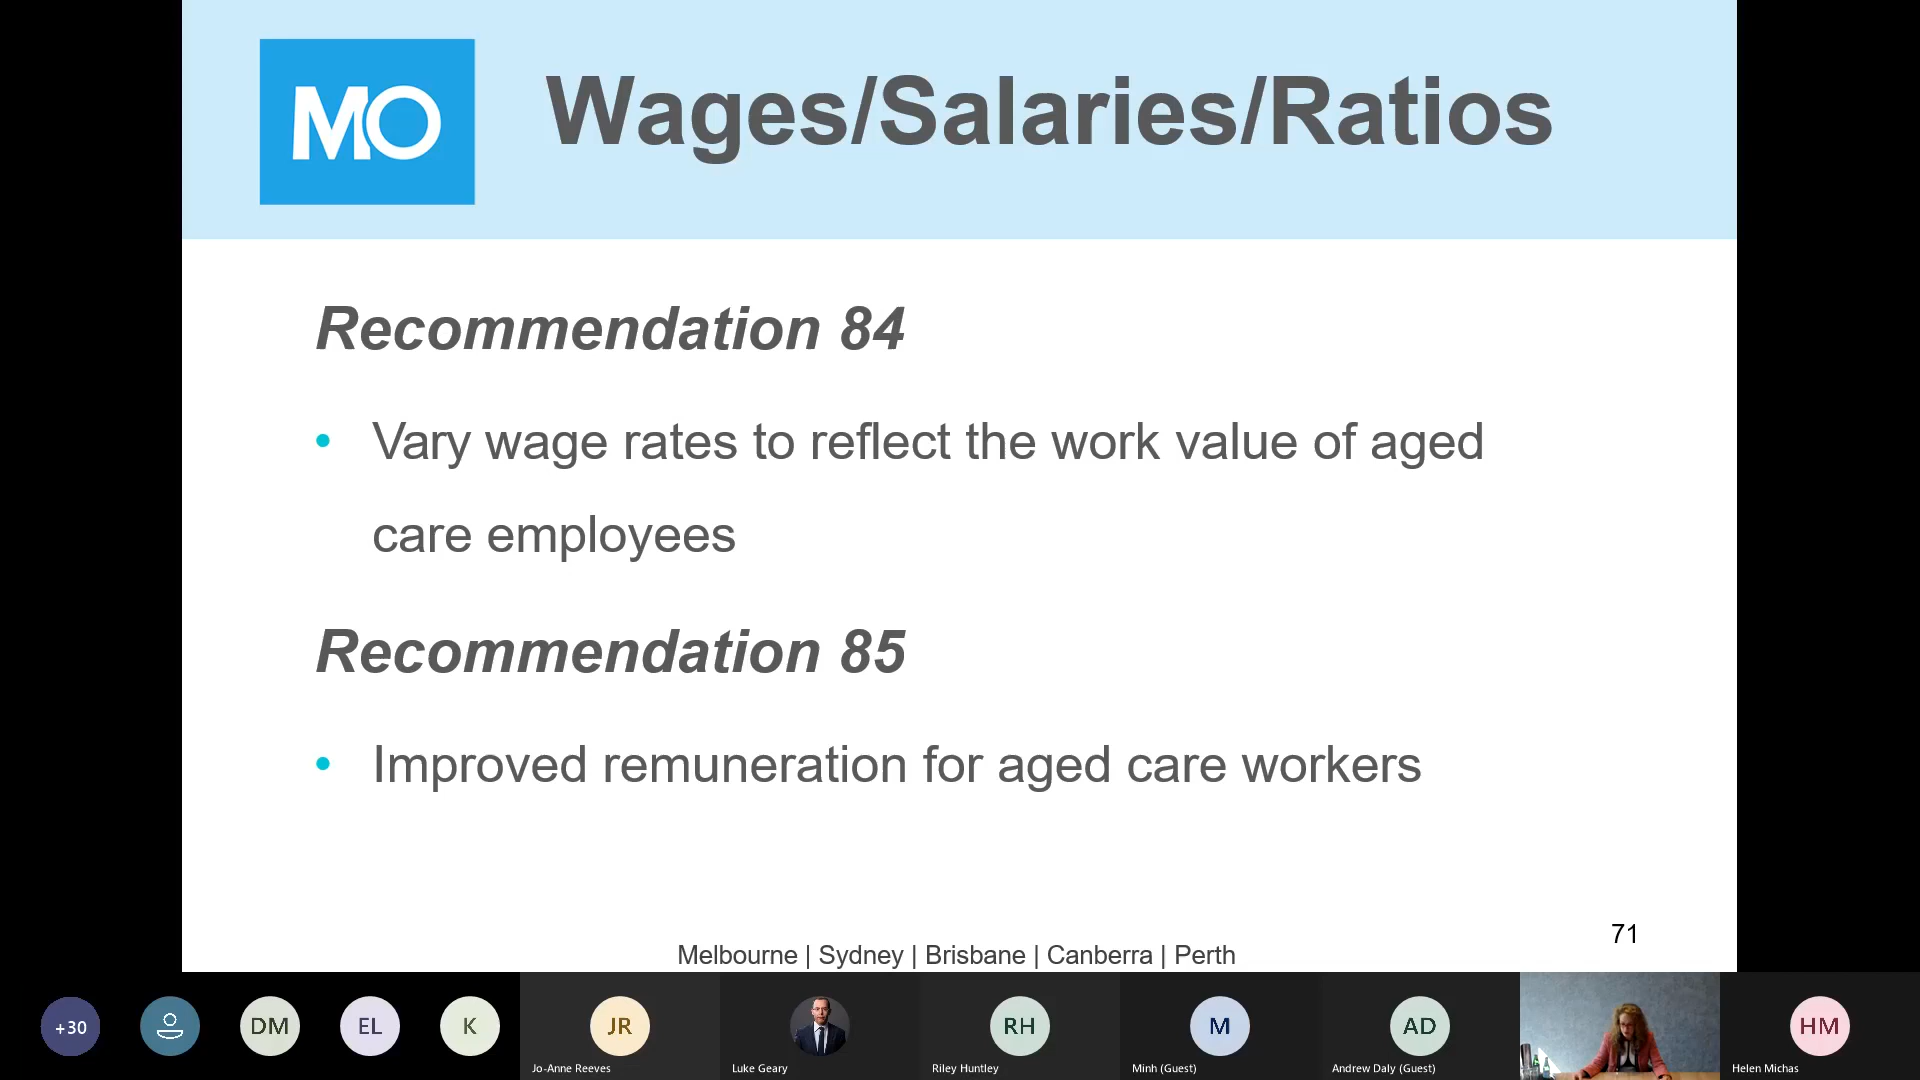 MO
Wages/Salaries/Ratios
Recommendation 84
• Vary wage rates to reflect the work value of aged
care employees
Recommendation 85
• Improved remuneration for aged care workers
71
Melbourne | Sydney | Brisbane | Canberra | Perth
+30
DM
EL
K
JR
RH
M
AD
HM
Jo-Anne Reeves
Luke Geary
Riley Huntley
Minh (Guest)
Andrew Daly (Guest)
Helen Michas